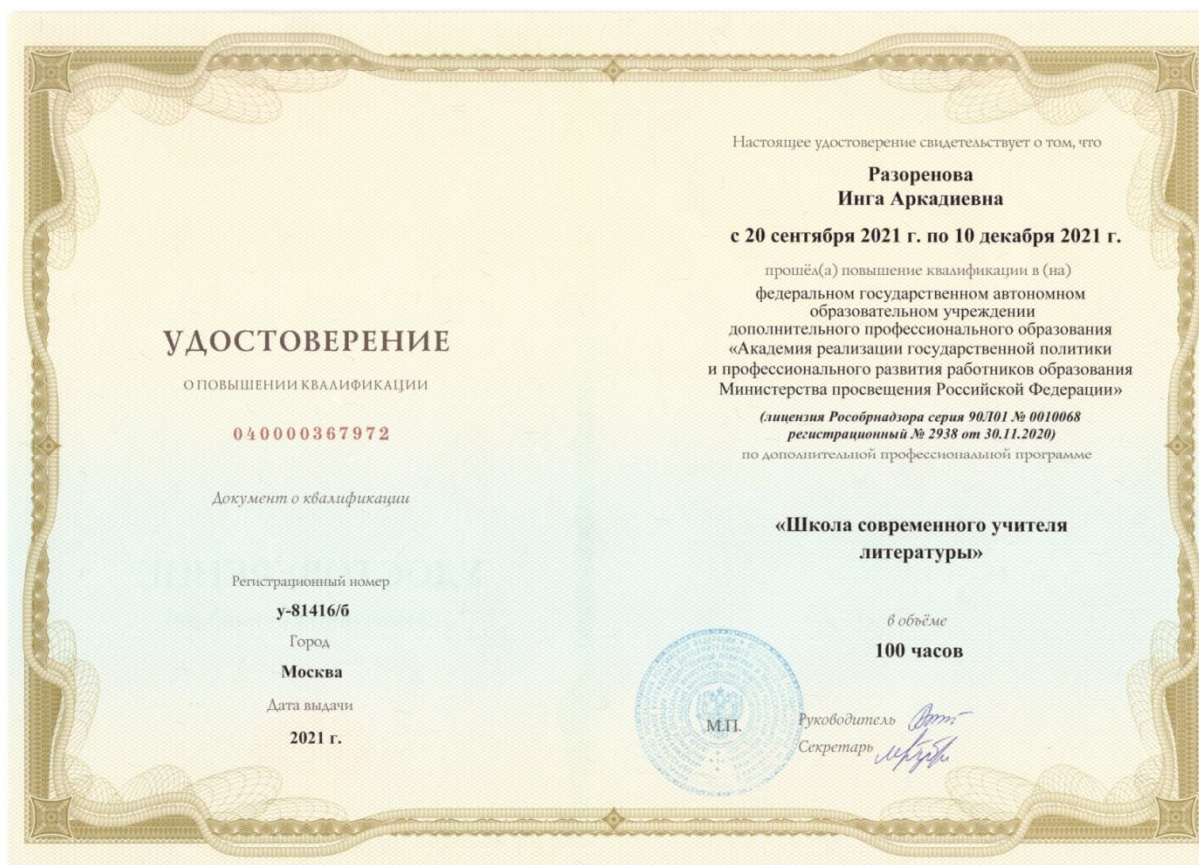 УДОСТОВЕРЕНИЕ
О ПОВЫШЕНИИ КВАЛИФИКАЦИИ
040000367972
Документ о квалификации
Регистрационный номер
у-81416/б
Город
Москва
Дата выдачи
2021 г.
Настоящее удостоверение свидетельствует о том, что
Разоренова
Инга Аркадиевна
с 20 сентября 2021 г. по 10 декабря 2021 г.
прошёл(а) повышение квалификации в (на)
федеральном государственном автономном
образовательном учреждении
дополнительного профессионального образования
«Академия реализации государственной политики
и профессионального развития работников образования
Министерства просвещения Российской Федерации»
(лицензия Рособрнадзора серия 90Л01 № 0010068
регистрационный № 2938 от 30.11.2020)
по дополнительной профессиональной программе
«Школа современного учителя
литературы»
в объёме
100 часов
М.П.
Руководитель
Секретарь